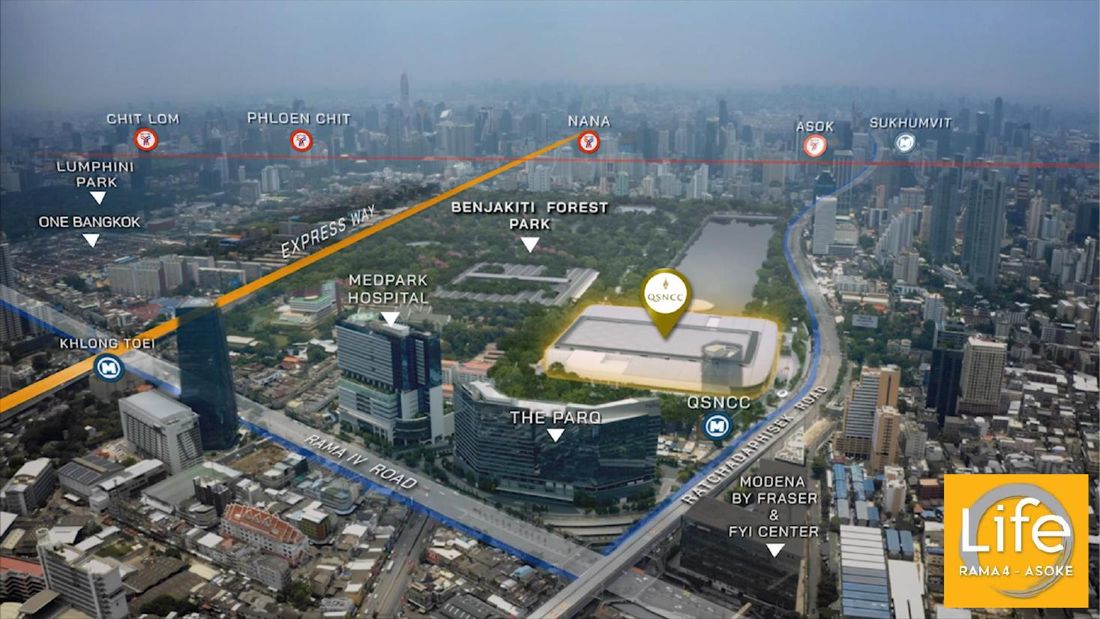 CHIT LOM
PHLOEN CHIT
NANA
ASOK
SUKHUMVIT
LUMPHINI
PARK
ONE BANGKOK
EXPRESS WAY
BENJAKITI FOREST
PARK
MEDPARK
HOSPITAL
QSNCC
KHLONG TOEI
M
THE PARQ
QSNCC
M
RAMA IV ROAD
RATCHADAPHISEK ROAD
MODENA
BY FRASER
&
FYI CENTER
Life
RAMA4 - ASOKE